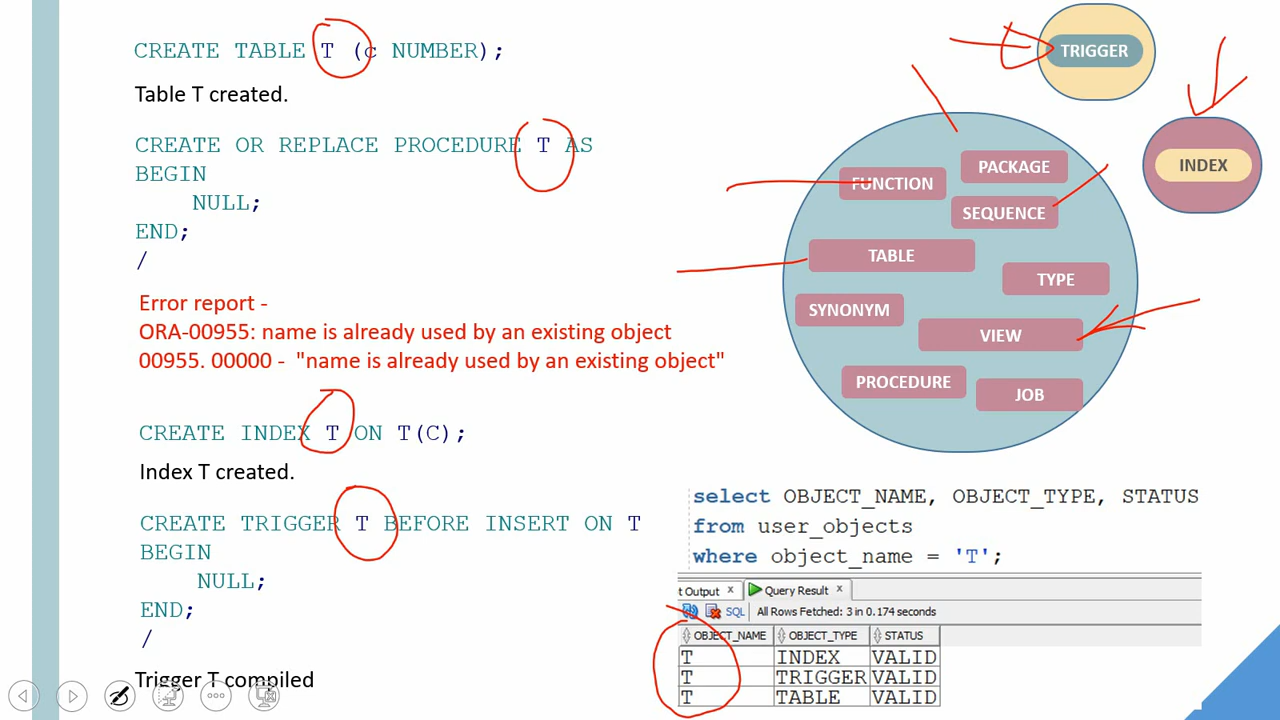 CREATE TABLE T (c NUMBER);
Table T created.
CREATE OR REPLACE PROCEDURE T AS
BEGIN
NULL;
END;
/
Error report -
ORA-00955: name is already used by an existing object
00955. 00000 - "name is already used by an existing object"
CREATE INDEX T ON T(C);
Index T created.
CREATE TRIGGER T BEFORE INSERT ON T
BEGIN
NULL;
END;
/
Trigger T compiled
TRIGGER
INDEX
PACKAGE
FUNCTION
SEQUENCE
TABLE
TYPE
SYNONYM
VIEW
PROCEDURE
JOB
select OBJECT_NAME, OBJECT_TYPE, STATUS
from user_objects
where object_name = 'T';
t Output x Query Result x
SQL All Rows Fetched: 3 in 0.174 seconds
OBJECT_NAME OBJECT_TYPE STATUS
T INDEX VALID
T TRIGGER VALID
T TABLE VALID